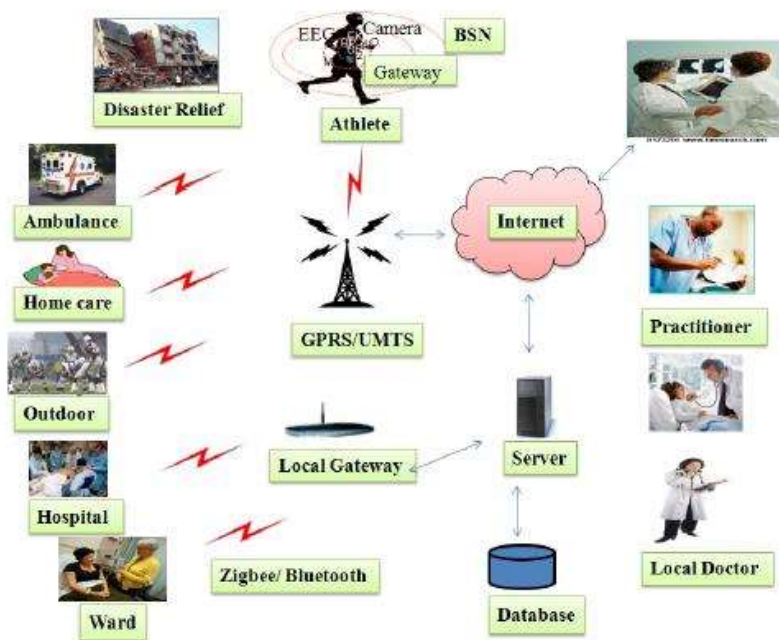 EEG
Camera
BSN
Gateway
Disaster Relief
Athlete
Ambulance
Internet
Home care
GPRS/UMTS
Practitioner
Outdoor
Local Gateway
Server
Hospital
Zigbee/ Bluetooth
Local Doctor
Ward
Database